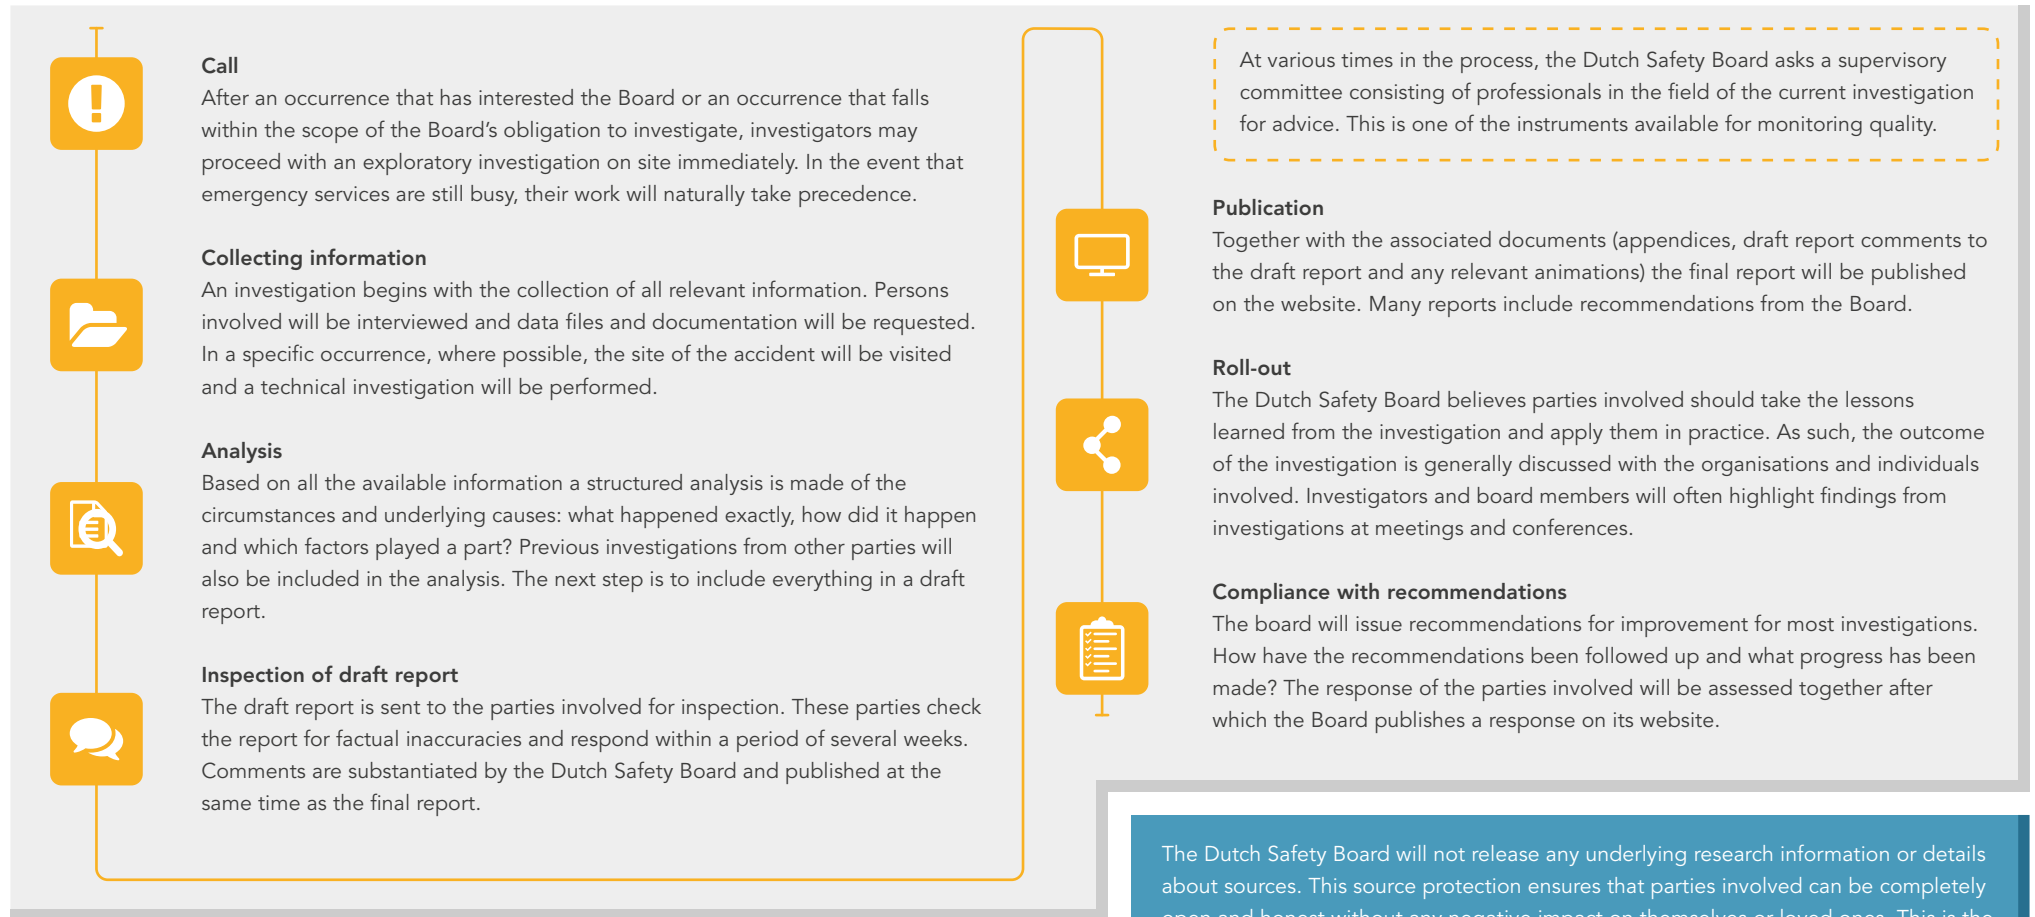 Call
After an occurrence that has interested the Board or an occurrence that falls
within the scope of the Board's obligation to investigate, investigators may
proceed with an exploratory investigation on site immediately. In the event that
emergency services are still busy, their work will naturally take precedence.
Collecting information
An investigation begins with the collection of all relevant information. Persons
involved will be interviewed and data files and documentation will be requested.
In a specific occurrence, where possible, the site of the accident will be visited
and a technical investigation will be performed.
Analysis
Based on all the available information a structured analysis is made of the
circumstances and underlying causes: what happened exactly, how did it happen
and which factors played a part? Previous investigations from other parties will
also be included in the analysis. The next step is to include everything in a draft
report.
Inspection of draft report
The draft report is sent to the parties involved for inspection. These parties check
the report for factual inaccuracies and respond within a period of several weeks.
Comments are substantiated by the Dutch Safety Board and published at the
same time as the final report.
At various times in the process, the Dutch Safety Board asks a supervisory
committee consisting of professionals in the field of the current investigation
for advice. This is one of the instruments available for monitoring quality.
Publication
Together with the associated documents (appendices, draft report comments to
the draft report and any relevant animations) the final report will be published
on the website. Many reports include recommendations from the Board.
Roll-out
The Dutch Safety Board believes parties involved should take the lessons
learned from the investigation and apply them in practice. As such, the outcome
of the investigation is generally discussed with the organisations and individuals
involved. Investigators and board members will often highlight findings from
investigations at meetings and conferences.
Compliance with recommendations
The board will issue recommendations for improvement for most investigations.
How have the recommendations been followed up and what progress has been
made? The response of the parties involved will be assessed together after
which the Board publishes a response on its website.
The Dutch Safety Board will not release any underlying research information or details
about sources. This source protection ensures that parties involved can be completely
open and honest without any negative impact on themselves or loved ones. This is the